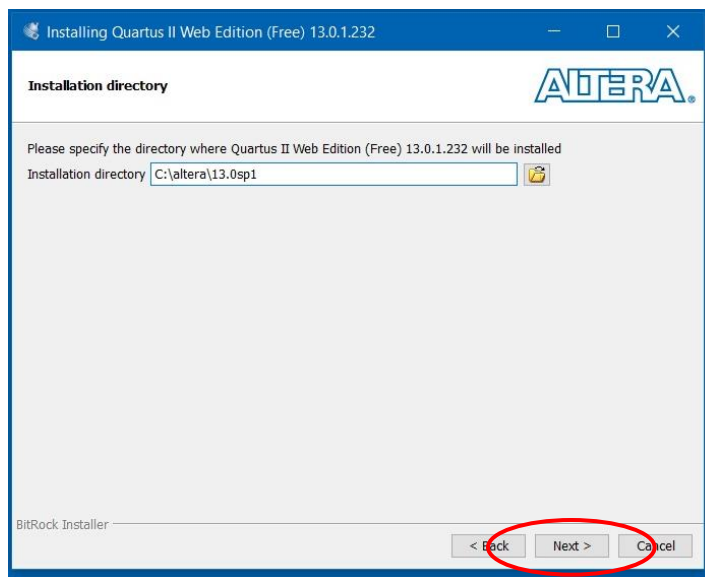 Installing Quartus II Web Edition (Free) 13.0.1.232
Installation directory
ALTERA®
Please specify the directory where Quartus II Web Edition (Free) 13.0.1.232 will be installed
Installation directory C:\altera\13.0sp1
BitRock Installer
< Back Next > Cancel